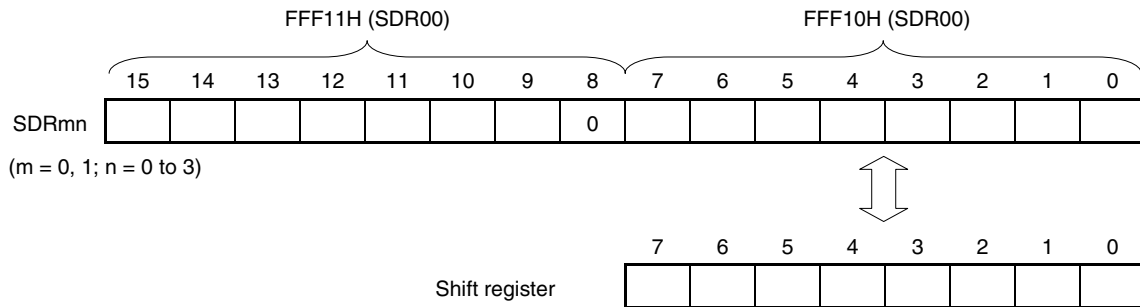 FFF11H (SDR00) FFF10H (SDR00)
15 14 13 12 11 10 9 8 7 6 5 4 3 2 1 0
SDRmn 0
(m = 0, 1; n = 0 to 3)
7 6 5 4 3 2 1 0
Shift register